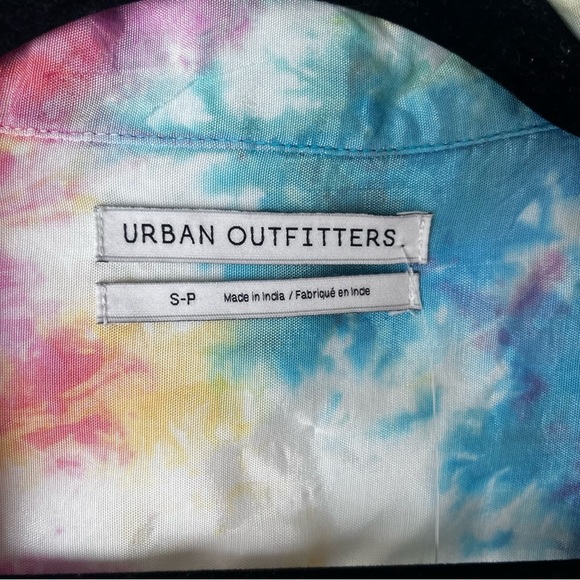 URBAN OUTFITTERS
S-P Made in India / Fabriqué en Inde